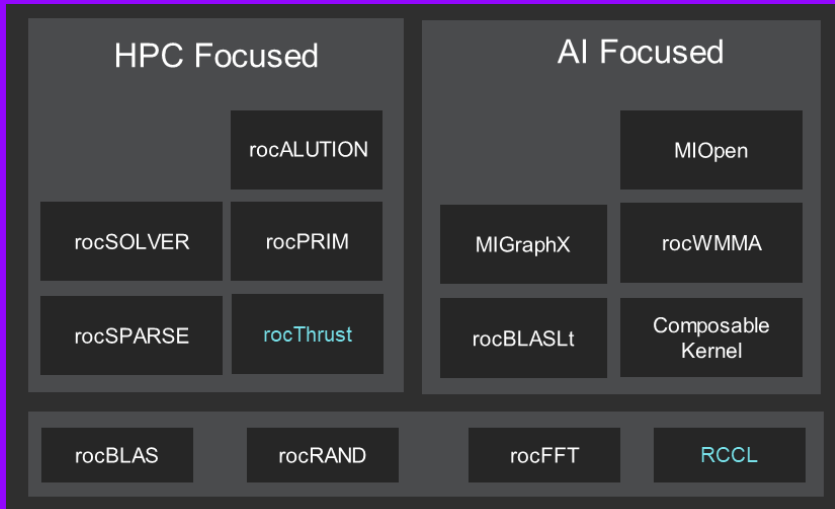 HPC Focused
rocALUTION
rocSOLVER
rocPRIM
rocSPARSE
rocThrust
AI Focused
MIOpen
MIGraphX
rocWMMA
rocBLASLt
Composable
Kernel
rocBLAS
rocRAND
rocFFT
RCCL